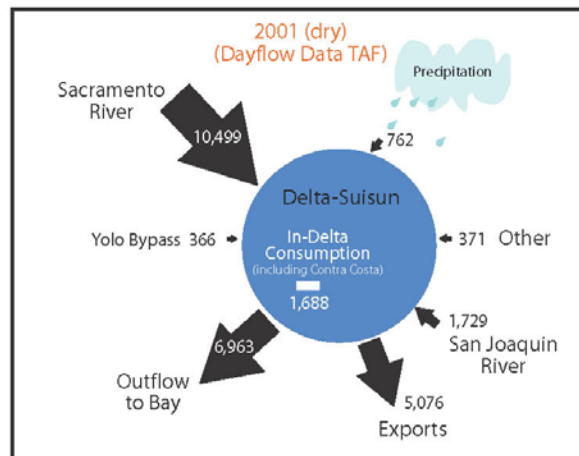 2001 (dry)
(Dayflow Data TAF)
Precipitation
Sacramento
River
10,499
762
Delta-Suisun
Yolo Bypass 366
In-Delta
Consumption
(including Contra Costa)
1,688
371 Other
1,729
San Joaquin
River
6,963
Outflow
to Bay
5,076
Exports